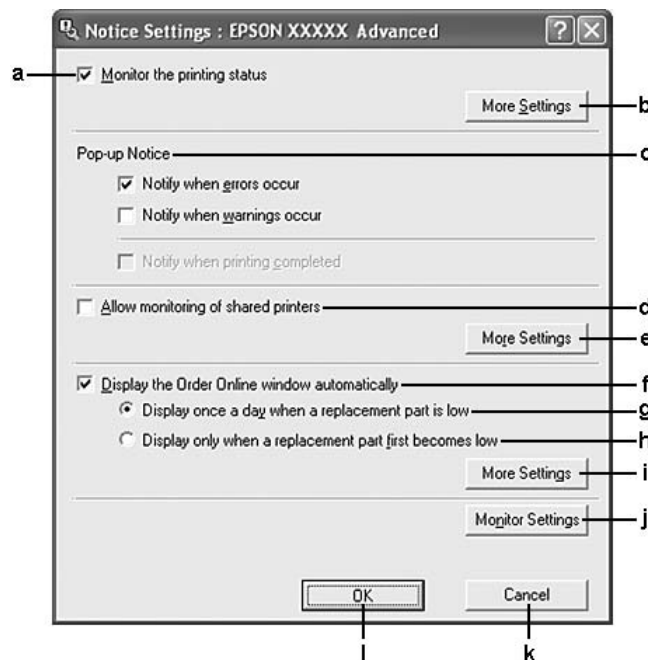 Notice Settings : EPSON XXXXX Advanced
a
Monitor the printing status
More Settings
b
Pop-up Notice
c
Notify when errors occur
Notify when warnings occur
Notify when printing completed
Allow monitoring of shared printers
d
More Settings
e
Display the Order Online window automatically
f
Display once a day when a replacement part is low
g
Display only when a replacement part first becomes low
h
More Settings
i
Monitor Settings
j
OK
Cancel
l
k